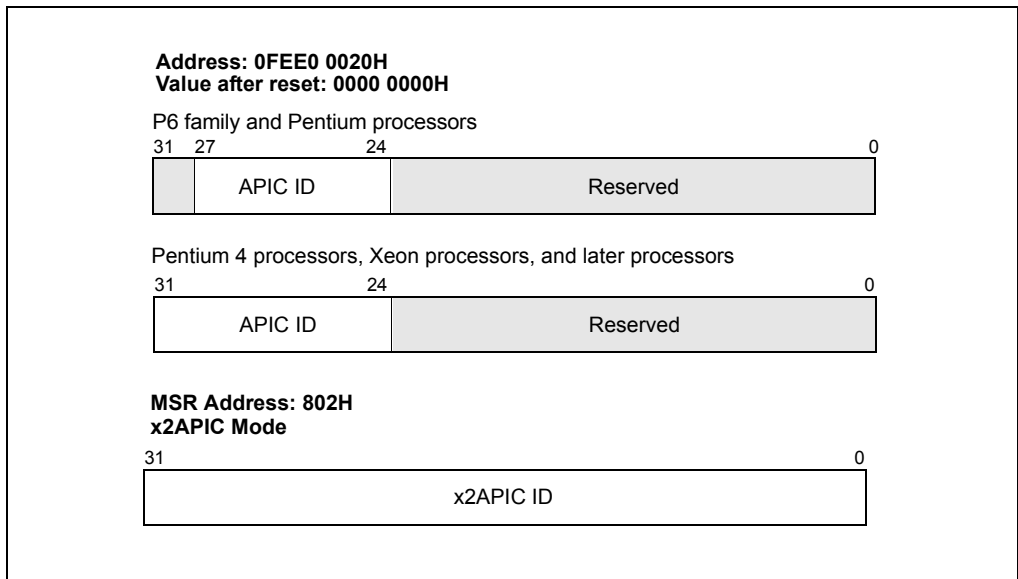 Address: 0FEE0 0020H
Value after reset: 0000 0000H
P6 family and Pentium processors
31 27 24 0
APIC ID Reserved
Pentium 4 processors, Xeon processors, and later processors
31 24 0
APIC ID Reserved
MSR Address: 802H
x2APIC Mode
31 0
x2APIC ID